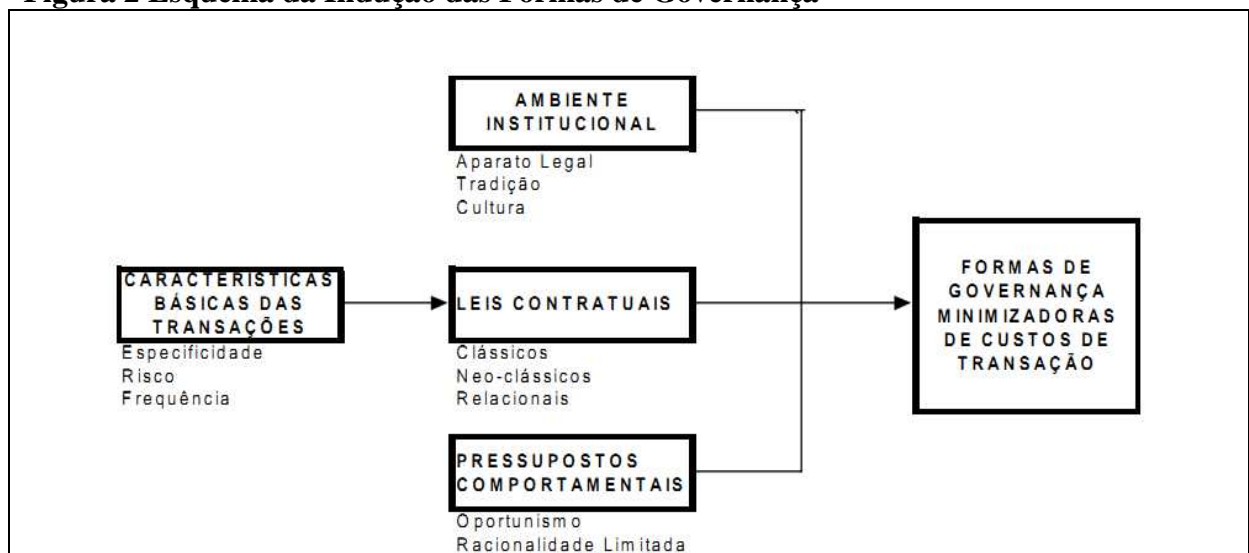 Figura 2 Esquema da Indução das Formas de Governança
AMBIENTE
INSTITUCIONAL
Aparato Legal
Tradição
Cultura
CARACTERÍSTICAS
BÁSICAS DAS
TRANSAÇÕES
Especificidade
Risco
Frequência
LEIS CONTRATUAIS
Clássicos
Neo-clássicos
Relacionais
PRESSUPOSTOS
COMPORTAMENTAIS
Oportunismo
Racionalidade Limitada
FORMAS DE
GOVERNANÇA
MINIMIZADORAS
DE CUSTOS DE
TRANSAÇÃO